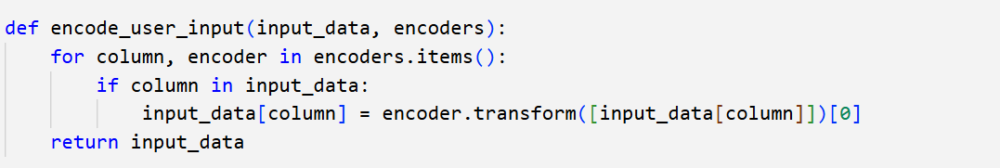 def encode_user_input(input_data, encoders):
    for column, encoder in encoders.items():
        if column in input_data:
            input_data[column] = encoder.transform([input_data[column]])[0]
    return input_data